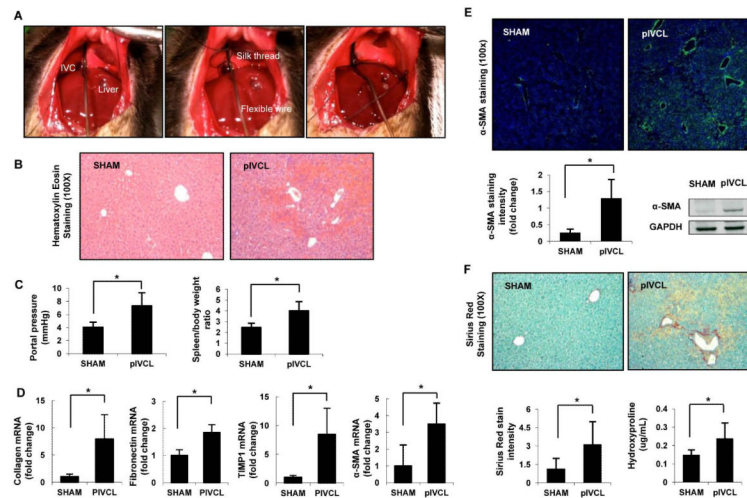 A
IVC
Liver
Silk thread
Flexible wire
B
Hematoxylin Eosin
Staining (100X)
SHAM
pIVCL
C
Portal pressure
(mmHg)
10
8
6
4
2
0
*
SHAM
pIVCL
Spleen/body weight
ratio
6
5
4
3
2
1
0
*
SHAM
pIVCL
D
Collagen mRNA
(fold change)
15
10
5
0
*
SHAM
PIVCL
Fibronectin mRNA
(fold change)
4
2
0
*
SHAM
PIVCL
TIMP1 mRNA
(fold change)
15
10
5
0
*
SHAM
PIVCL
α-SMA mRNA
(fold change)
5
4
3
2
1
0
*
SHAM
PIVCL
E
α-SMA staining (100x)
SHAM
pIVCL
α-SMA staining
intensity
(fold change)
2
1.5
1
0.5
0
*
SHAM
pIVCL
SHAM
pIVCL
α-SMA
GAPDH
F
Sirius Red
Staining (100X)
SHAM
pIVCL
Sirius Red stain
intensity
6
5
4
3
2
1
0
*
SHAM
pIVCL
Hydroxyproline
(ug/mL)
0.4
0.3
0.2
0.1
0
*
SHAM
pIVCL